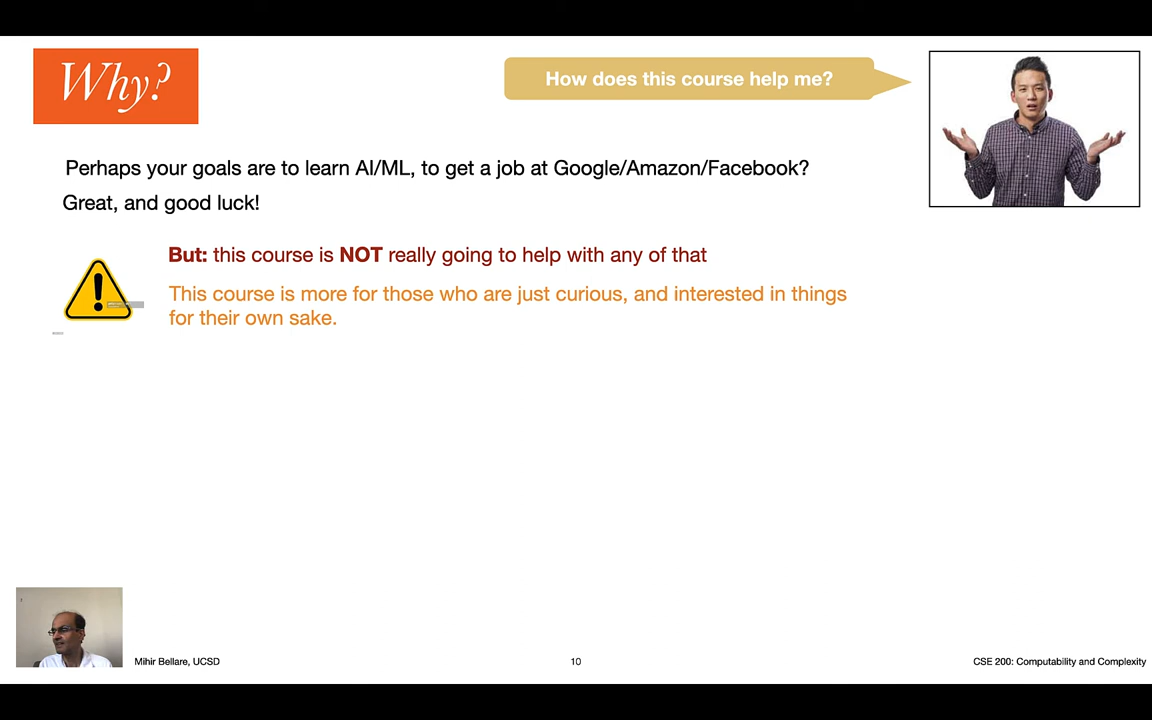 Why?
How does this course help me?
Perhaps your goals are to learn AI/ML, to get a job at Google/Amazon/Facebook?
Great, and good luck!
But: this course is NOT really going to help with any of that
This course is more for those who are just curious, and interested in things
for their own sake.
Mihir Bellare, UCSD
10
CSE 200: Computability and Complexity